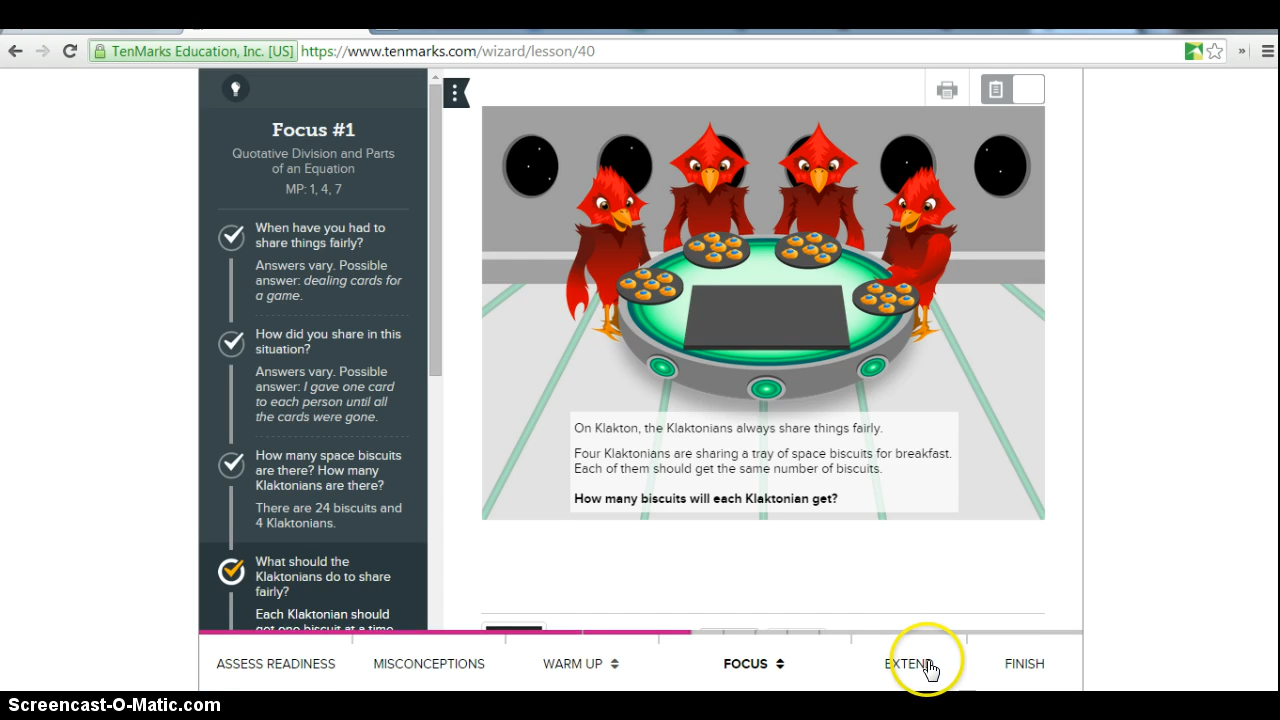 TenMarks Education, Inc. [US] https://www.tenmarks.com/wizard/lesson/40
»
Focus #1
Quotative Division and Parts
of an Equation
MP: 1, 4, 7
When have you had to
share things fairly?
Answers vary. Possible
answer: dealing cards for
a game.
How did you share in this
situation?
Answers vary. Possible
answer: I gave one card
to each person until all
the cards were gone.
How many space biscuits
are there? How many
Klaktonians are there?
There are 24 biscuits and
4 Klaktonians.
What should the
Klaktonians do to share
fairly?
Each Klaktonian should
get one biscuit at a time
On Klakton, the Klaktonians always share things fairly.
Four Klaktonians are sharing a tray of space biscuits for breakfast.
Each of them should get the same number of biscuits.
How many biscuits will each Klaktonian get?
ASSESS READINESS MISCONCEPTIONS WARM UP FOCUS EXTEND FINISH
Screencast-O-Matic.com